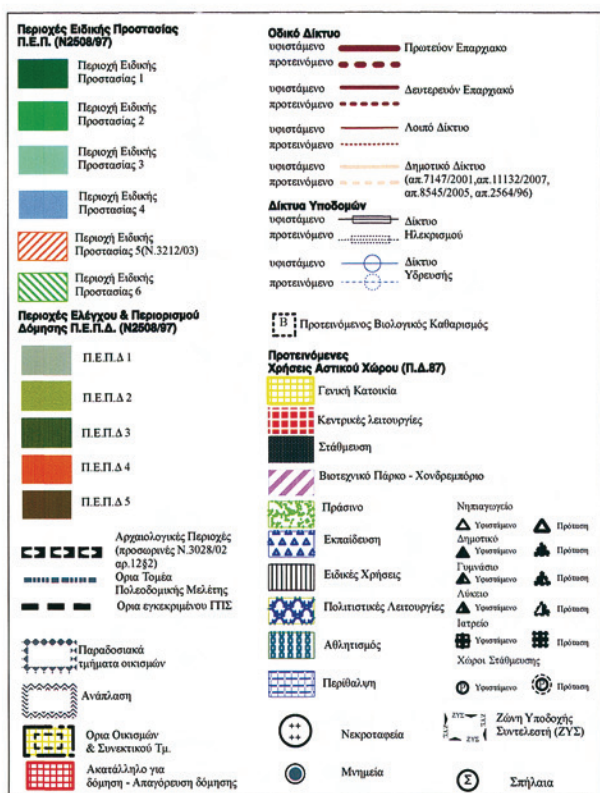 Περιοχές Ειδικής Προστασίας
Π.Ε.Π. (Ν2508/97)
Περιοχή Ειδικής
Προστασίας 1
Περιοχή Ειδικής
Προστασίας 2
Περιοχή Ειδικής
Προστασίας 3
Περιοχή Ειδικής
Προστασίας 4
Περιοχή Ειδικής
Προστασίας 5(Ν.3212/03)
Περιοχή Ειδικής
Προστασίας 6
Περιοχές Ελέγχου & Περιορισμού
Δόμησης Π.Ε.Π.Δ. (Ν2508/97)
Π.Ε.Π.Δ 1
Π.Ε.Π.Δ 2
Π.Ε.Π.Δ 3
Π.Ε.Π.Δ 4
Π.Ε.Π.Δ 5
Αρχαιολογικές Περιοχές
(προσωρινές Ν.3028/02
αρ.12§2)
Ορια Τομέα
Πολεοδομικής Μελέτης
Ορια εγκεκριμένου ΓΠΣ
Παραδοσιακά
τμήματα οικισμών
Ανάπλαση
Ορια Οικισμών
& Συνεκτικού Τμ.
Ακατάλληλο για
δόμηση - Απαγόρευση δόμησης
Οδικό Δίκτυο
υφιστάμενο
Πρωτεύον Επαρχιακο
προτεινόμενο
υφιστάμενο
Δευτερευόν Επαρχιακό
προτεινόμενο
υφιστάμενο
Λοιπό Δίκτυο
προτεινόμενο
υφιστάμενο
Δημοτικό Δίκτυο
προτεινόμενο
(απ.7147/2001,απ.11132/2007,
απ.8545/2005, απ.2564/96)
Δίκτυα Υποδομών
υφιστάμενο
Δίκτυο
προτεινόμενο
Ηλεκρισμού
υφιστάμενο
Δίκτυο
προτεινόμενο
Υδρευσής
Β Προτεινόμενος Βιολογικός Καθαρισμός
Προτεινόμενες
Χρήσεις Αστικού Χώρου (Π.Δ.87)
Γενική Κατοικία
Κεντρικές λειτουργίες
Στάθμευση
Βιοτεχνικό Πάρκο - Χονδρεμπόριο
Πράσινο
Εκπαίδευση
Ειδικές Χρήσεις
Πολιτιστικές Λειτουργίες
Αθλητισμός
Περίθαλψη
Νηπιαγωγείο
Υφιστάμενο Πρόταση
Δημοτικό
Υφιστάμενο Πρόταση
Γυμνάσιο
Υφιστάμενο Πρόταση
Λύκειο
Υφιστάμενο Πρόταση
Ιατρείο
Υφιστάμενο Πρόταση
Χώροι Στάθμευσης
Υφιστάμενο Πρόταση
Νεκροταφεία
ΖΥΣ
ΖΥΣ
ΖΥΣ
ΖΥΣ
Ζώνη Υποδοχής
Συντελεστή (ΖΥΣ)
Μνημεία
Σ
Σπήλαια